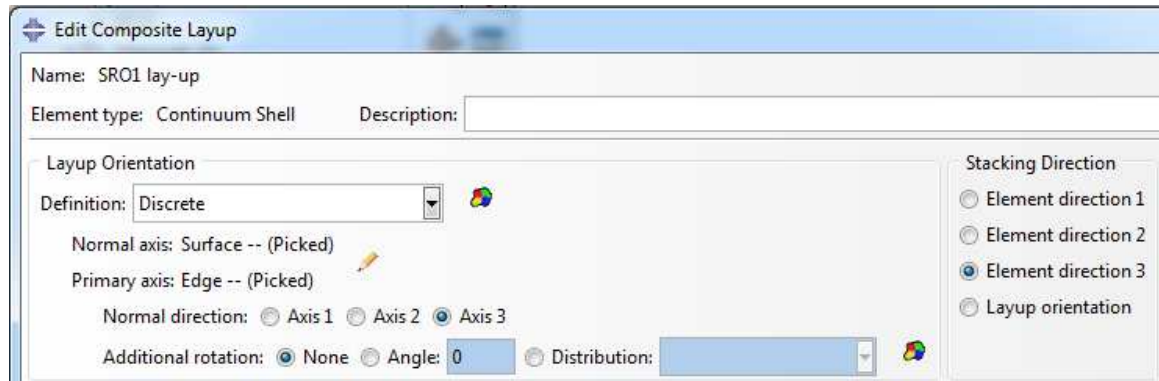 Edit Composite Layup
Name: SRO1 lay-up
Element type: Continuum Shell Description:
Layup Orientation
Definition: Discrete
Normal axis: Surface -- (Picked)
Primary axis: Edge -- (Picked)
Normal direction: Axis 1 Axis 2 Axis 3
Additional rotation: None Angle: 0 Distribution:
Stacking Direction
Element direction 1
Element direction 2
Element direction 3
Layup orientation